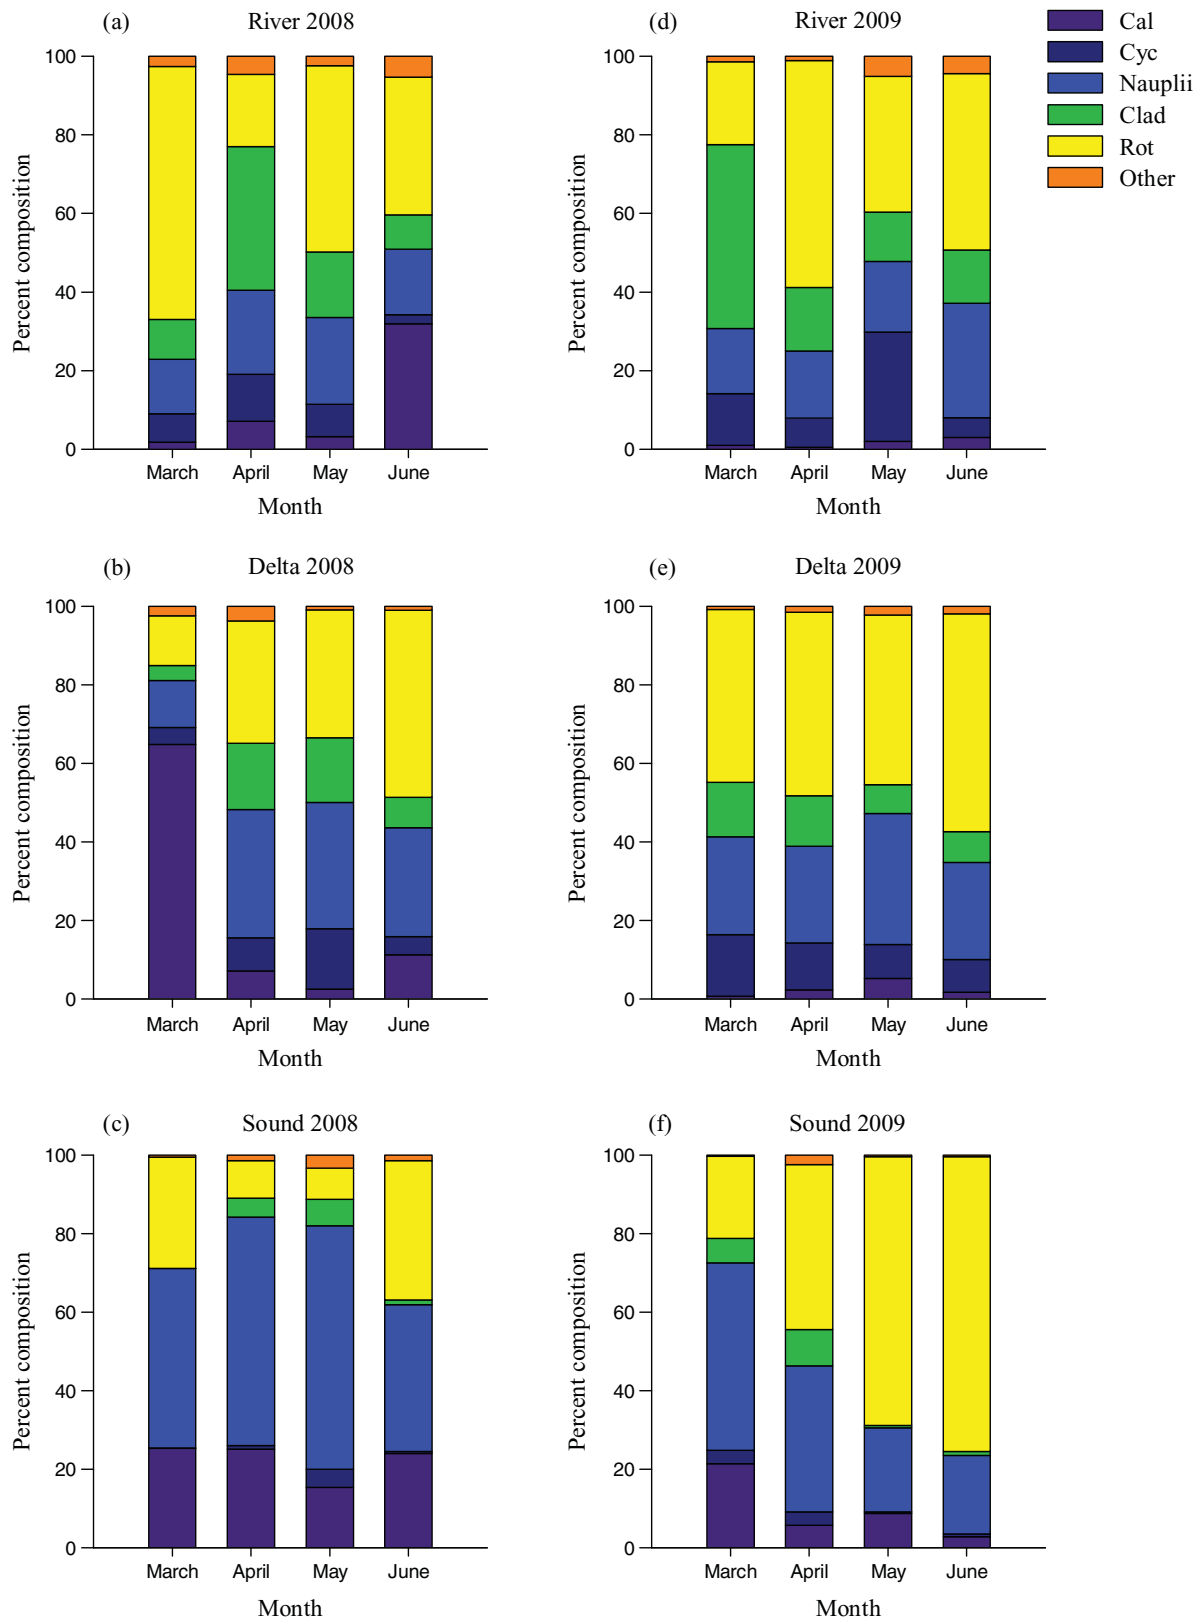 (a) River 2008
100
80
60
40
20
0
Percent composition
March April May June
Month
(d) River 2009
100
80
60
40
20
0
Percent composition
March April May June
Month
Cal
Cyc
Nauplii
Clad
Rot
Other
(b) Delta 2008
100
80
60
40
20
0
Percent composition
March April May June
Month
(e) Delta 2009
100
80
60
40
20
0
Percent composition
March April May June
Month
(c) Sound 2008
100
80
60
40
20
0
Percent composition
March April May June
Month
(f) Sound 2009
100
80
60
40
20
0
Percent composition
March April May June
Month